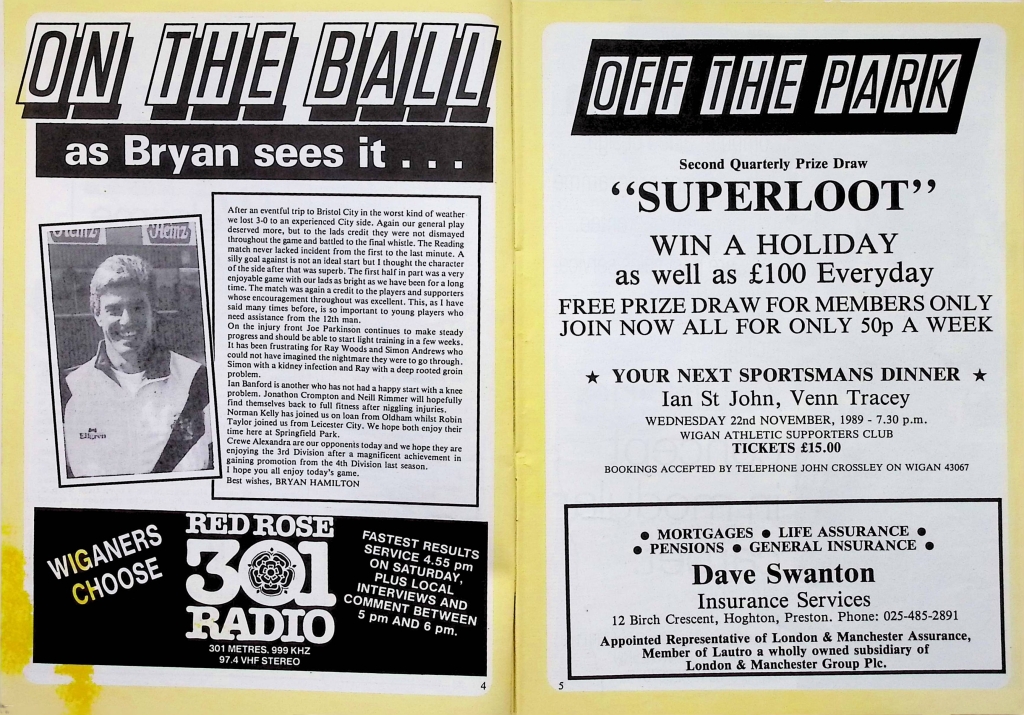 ON THE BALL
as Bryan sees it . . .
Heinz
Heinz
After an eventful trip to Bristol City in the worst kind of weather
we lost 3-0 to an experienced City side. Again our general play
deserved more, but to the lads credit they were not dismayed
throughout the game and battled to the final whistle. The Reading
match never lacked incident from the first to the last minute. A
silly goal against is not an ideal start but I thought the character
of the side after that was superb. The first half in part was a very
enjoyable game with our lads as bright as we have been for a long
time. The match was again a credit to the players and supporters
whose encouragement throughout was excellent. This, as I have
said many times before, is so important to young players who
need assistance from the 12th man.
On the injury front Joe Parkinson continues to make steady
progress and should be able to start light training in a few weeks.
It has been frustrating for Ray Woods and Simon Andrews who
could not have imagined the nightmare they were to go through.
Simon with a kidney infection and Ray with a deep rooted groin
problem.
Ian Banford is another who has not had a happy start with a knee
problem. Jonathon Crompton and Neill Rimmer will hopefully
find themselves back to full fitness after niggling injuries.
Norman Kelly has joined us on loan from Oldham whilst Robin
Taylor joined us from Leicester City. We hope both enjoy their
time here at Springfield Park.
Crewe Alexandra are our opponents today and we hope they are
enjoying the 3rd Division after a magnificent achievement in
gaining promotion from the 4th Division last season.
I hope you all enjoy today's game.
Best wishes, BRYAN HAMILTON
Ellgren
WIGANERS
CHOOSE
RED ROSE
301
RADIO
301 METRES. 999 KHZ
97.4 VHF STEREO
FASTEST RESULTS
SERVICE 4.55 pm
ON SATURDAY,
PLUS LOCAL
INTERVIEWS AND
COMMENT BETWEEN
5 pm AND 6 pm.
4
OFF THE PARK
Second Quarterly Prize Draw
“SUPERLOOT”
WIN A HOLIDAY
as well as £100 Everyday
FREE PRIZE DRAW FOR MEMBERS ONLY
JOIN NOW ALL FOR ONLY 50p A WEEK
★ YOUR NEXT SPORTSMANS DINNER ★
Ian St John, Venn Tracey
WEDNESDAY 22nd NOVEMBER, 1989 - 7.30 p.m.
WIGAN ATHLETIC SUPPORTERS CLUB
TICKETS £15.00
BOOKINGS ACCEPTED BY TELEPHONE JOHN CROSSLEY ON WIGAN 43067
● MORTGAGES ● LIFE ASSURANCE ●
● PENSIONS ● GENERAL INSURANCE ●
Dave Swanton
Insurance Services
12 Birch Crescent, Hoghton, Preston. Phone: 025-485-2891
Appointed Representative of London & Manchester Assurance,
Member of Lautro a wholly owned subsidiary of
London & Manchester Group Plc.
5